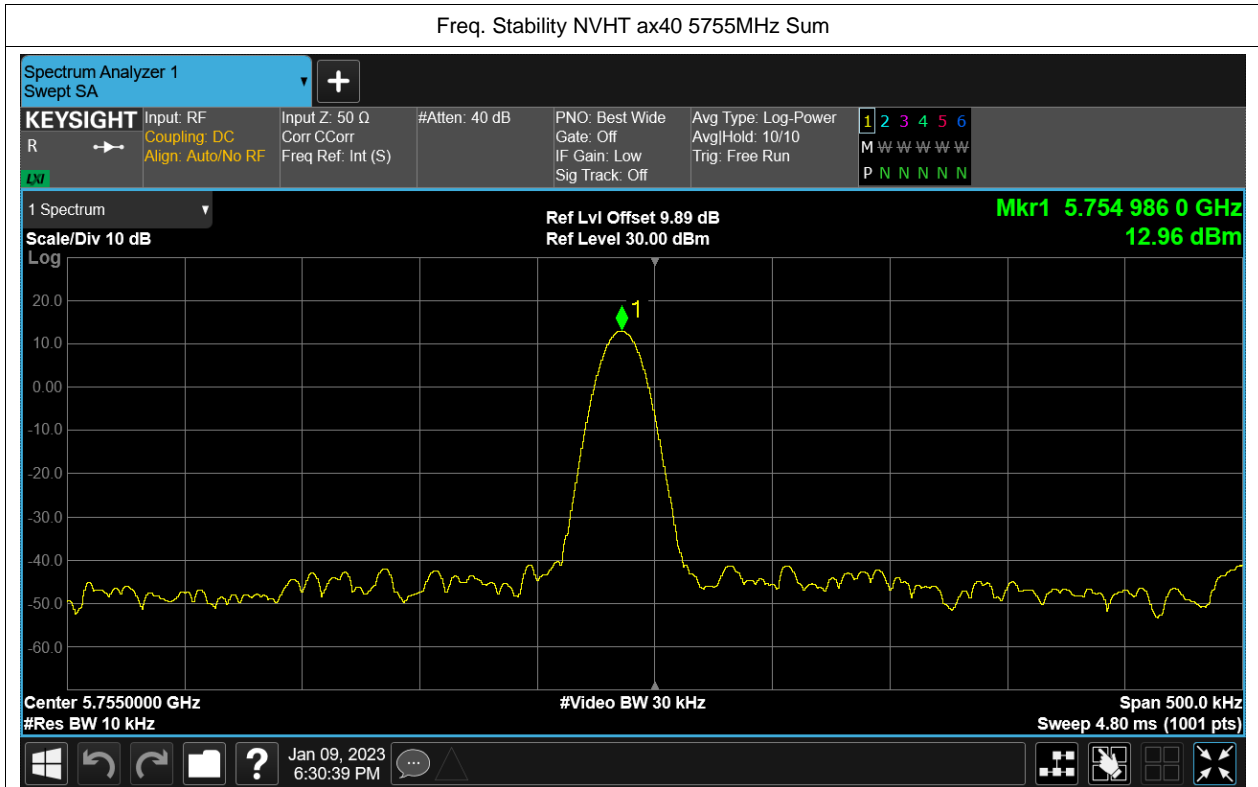 Freq. Stability NVHT ax40 5755MHz Sum
Spectrum Analyzer 1
Swept SA
KEYSIGHT
R
LXI
Input: RF
Coupling: DC
Align: Auto/No RF
Input Z: 50 Ω
Corr CCorr
Freq Ref: Int (S)
#Atten: 40 dB
PNO: Best Wide
Gate: Off
IF Gain: Low
Sig Track: Off
Avg Type: Log-Power
Avg|Hold: 10/10
Trig: Free Run
1 2 3 4 5 6
M W W W W W
P N N N N N
1 Spectrum
Scale/Div 10 dB
Log
Ref Lvl Offset 9.89 dB
Ref Level 30.00 dBm
Mkr1 5.754 986 0 GHz
12.96 dBm
1
20.0
10.0
0.00
-10.0
-20.0
-30.0
-40.0
-50.0
-60.0
Center 5.7550000 GHz
#Res BW 10 kHz
#Video BW 30 kHz
Span 500.0 kHz
Sweep 4.80 ms (1001 pts)
?
Jan 09, 2023
6:30:39 PM